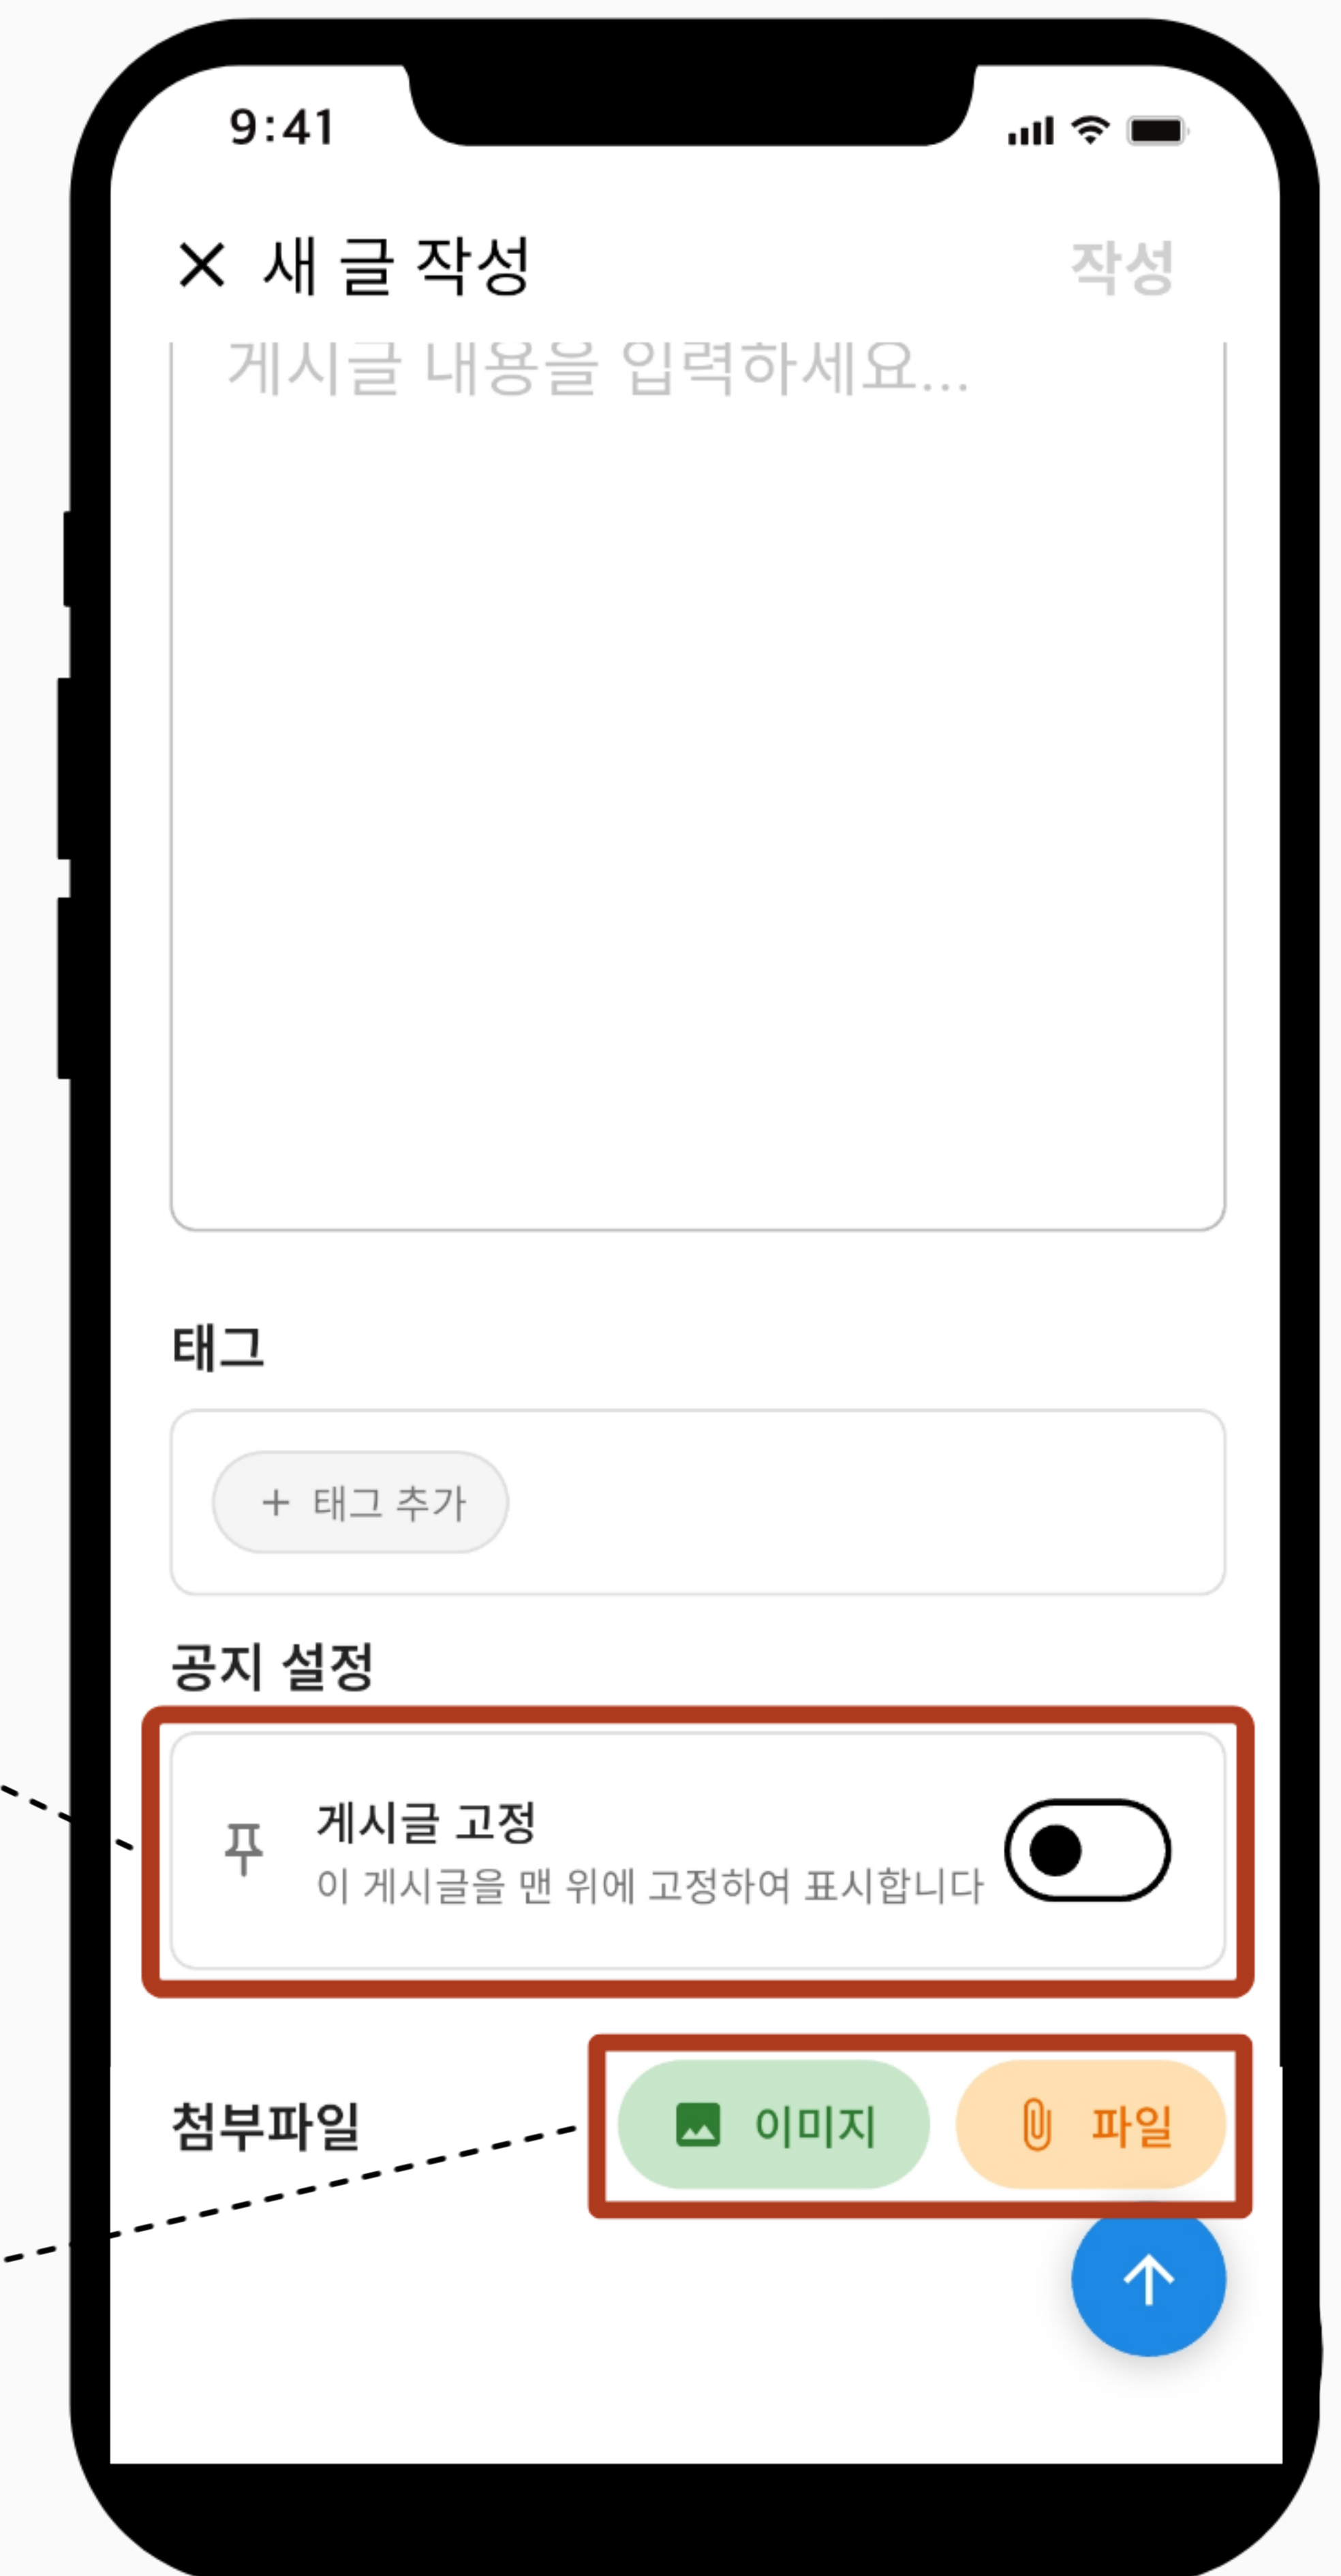 9:41
새 글 작성
작성
게시글 내용을 입력하세요...
태그
+ 태그 추가
공지 설정
게시글 고정
이 게시글을 맨 위에 고정하여 표시합니다
첨부파일
이미지
파일